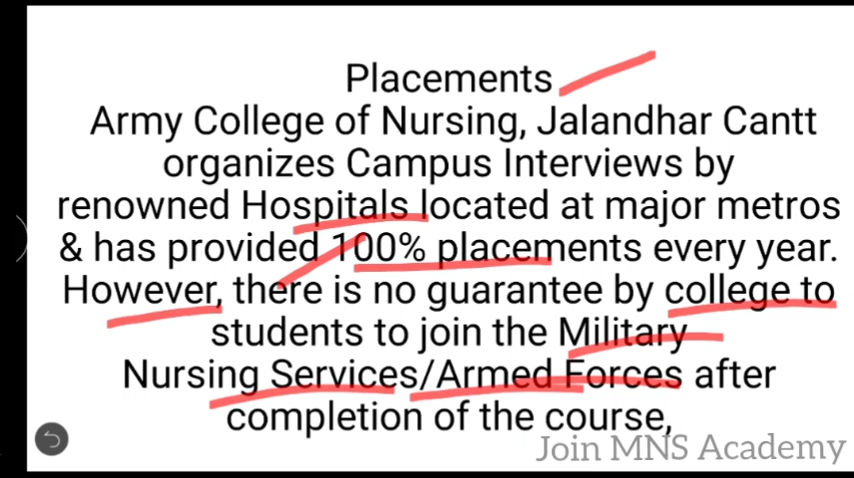 Placements
Army College of Nursing, Jalandhar Cantt
organizes Campus Interviews by
renowned Hospitals located at major metros
& has provided 100% placements every year.
However, there is no guarantee by college to
students to join the Military
Nursing Services/Armed Forces after
completion of the course,
Join MNS Academy